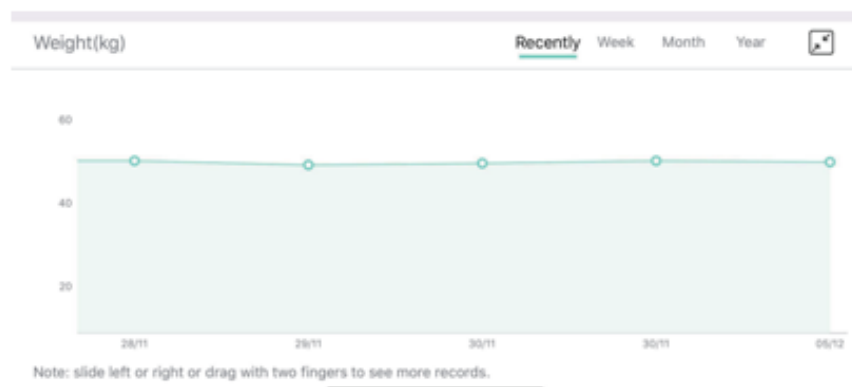 Weight(kg) Recently Week Month Year
60
40
20
28/11 29/11 30/11 30/11 05/12
Note: slide left or right or drag with two fingers to see more records.